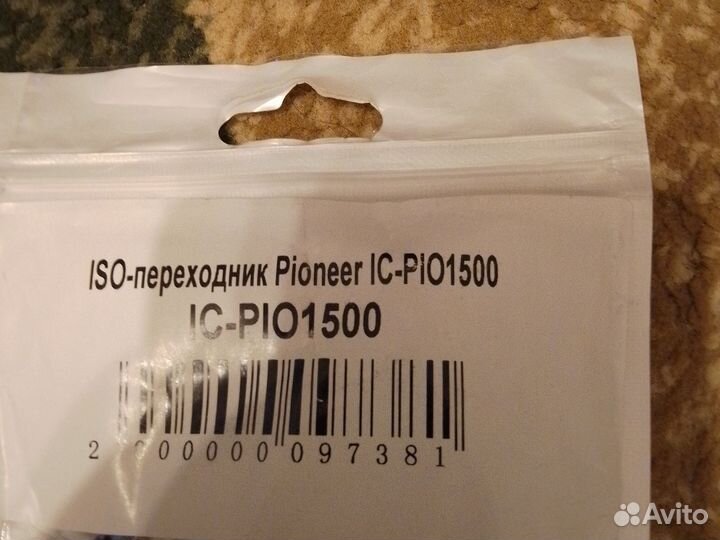 ISO-переходник Pioneer IC-PIO1500
IC-PIO1500
2 000000 097381
Avito